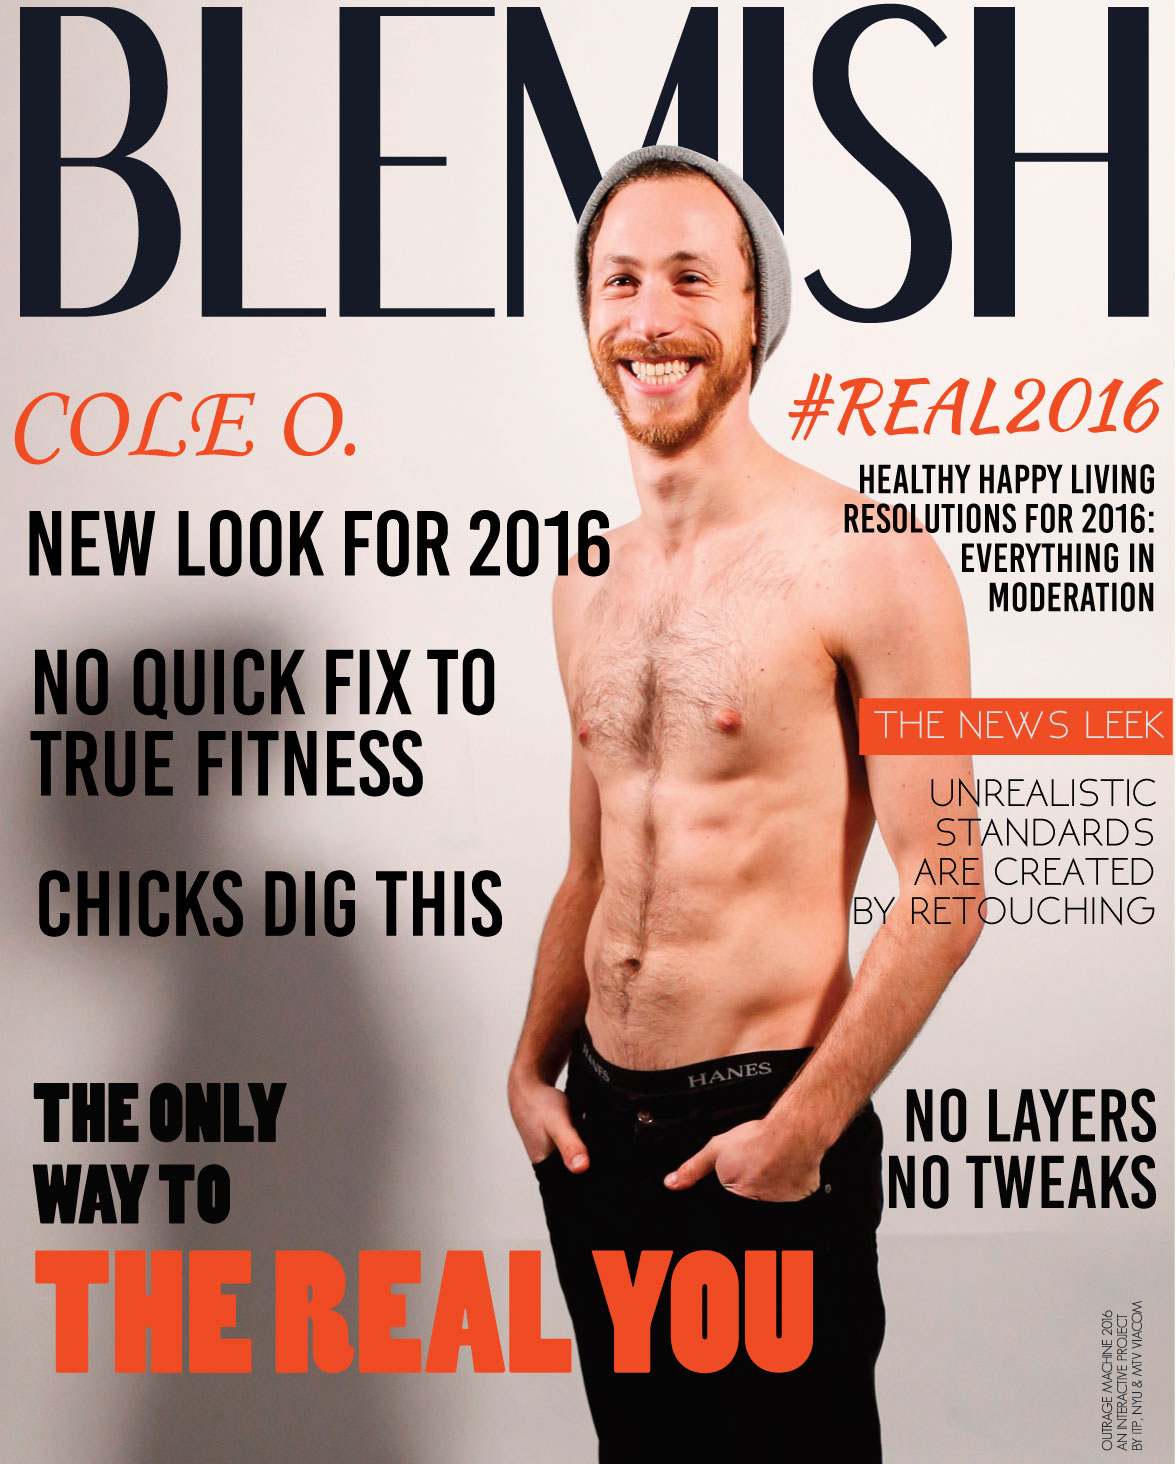 BLEMISH
COLE O.
NEW LOOK FOR 2016
NO QUICK FIX TO
TRUE FITNESS
CHICKS DIG THIS
THE ONLY
WAY TO
THE REAL YOU
#REAL2016
HEALTHY HAPPY LIVING
RESOLUTIONS FOR 2016:
EVERYTHING IN
MODERATION
THE NEWS LEEK
UNREALISTIC
STANDARDS
ARE CREATED
BY RETOUCHING
HANES
NO LAYERS
NO TWEAKS
OUTRAGE MACHINE 2016
AN INTERACTIVE PROJECT
BY ITP, NYU & MTV VIACOM